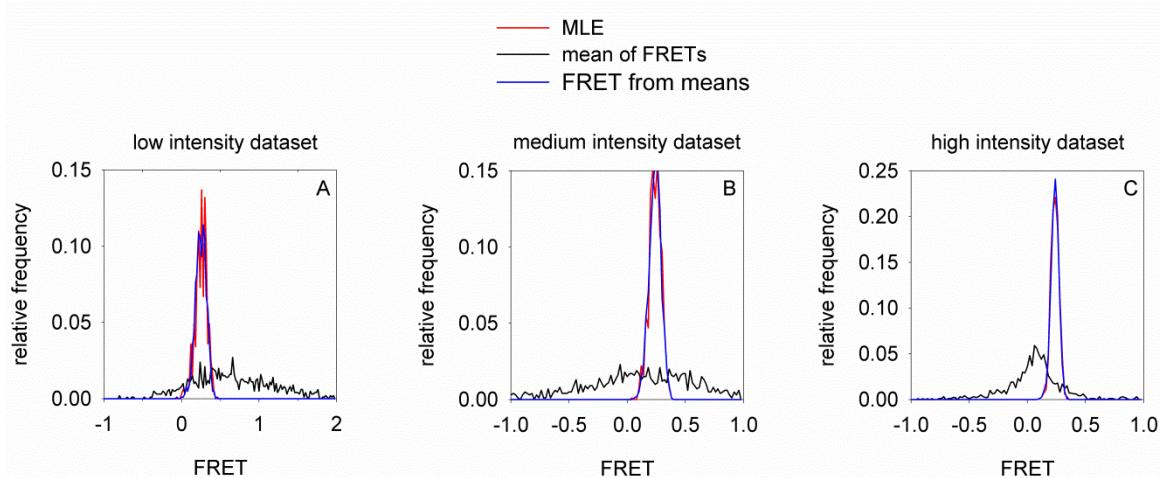 MLE
mean of FRETs
FRET from means
low intensity dataset
A
0.15
0.10
0.05
0.00
relative frequency
-1
0
1
2
FRET
medium intensity dataset
B
0.15
0.10
0.05
0.00
relative frequency
-1.0
-0.5
0.0
0.5
1.0
FRET
high intensity dataset
C
0.25
0.20
0.15
0.10
0.05
0.00
relative frequency
-1.0
-0.5
0.0
0.5
1.0
FRET